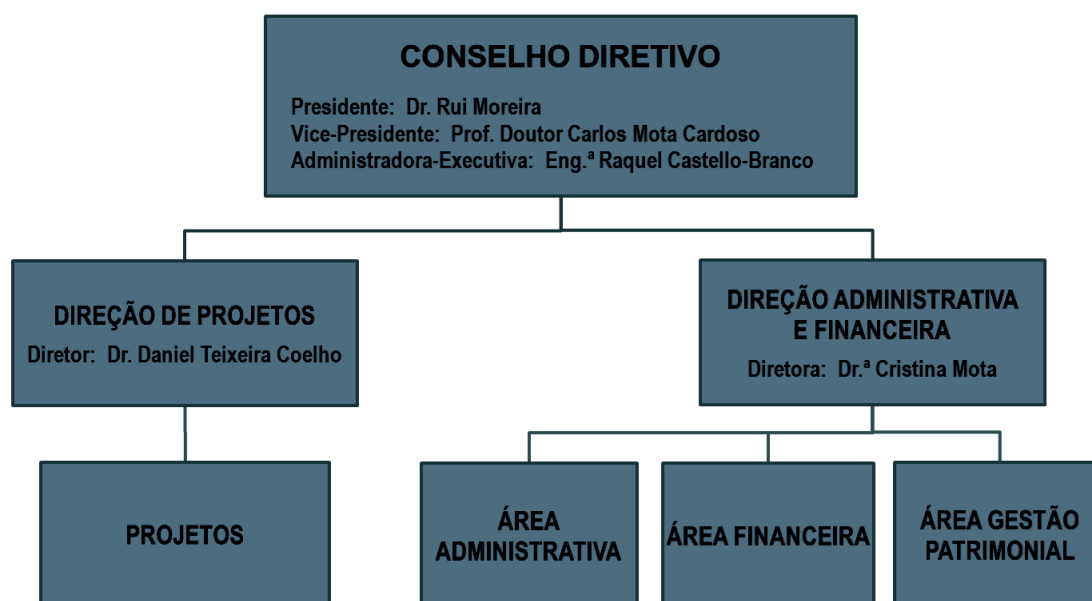 CONSELHO DIRETIVO
Presidente: Dr. Rui Moreira
Vice-Presidente: Prof. Doutor Carlos Mota Cardoso
Administradora-Executiva: Eng.ª Raquel Castello-Branco
DIREÇÃO DE PROJETOS
Diretor: Dr. Daniel Teixeira Coelho
DIREÇÃO ADMINISTRATIVA
E FINANCEIRA
Diretora: Dr.ª Cristina Mota
PROJETOS
ÁREA
ADMINISTRATIVA
ÁREA FINANCEIRA
ÁREA GESTÃO
PATRIMONIAL